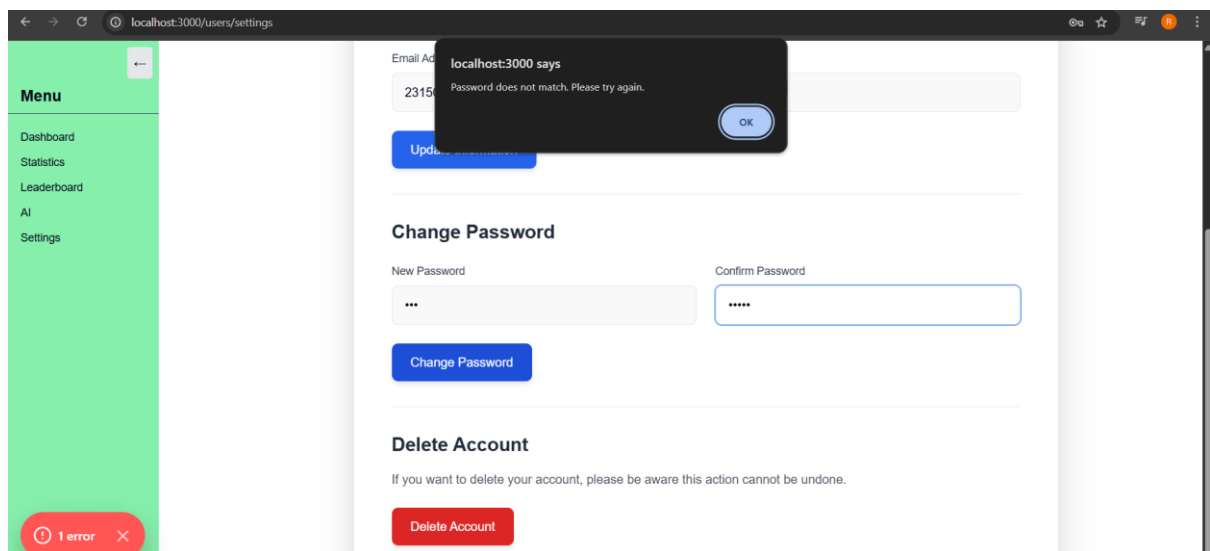 localhost:3000/users/settings
R
localhost:3000 says
Password does not match. Please try again.
OK
Menu
Dashboard
Statistics
Leaderboard
AI
Settings
Email Ad
2315
Upda
Change Password
New Password
Confirm Password
•••
•••••
Change Password
Delete Account
If you want to delete your account, please be aware this action cannot be undone.
Delete Account
1 error